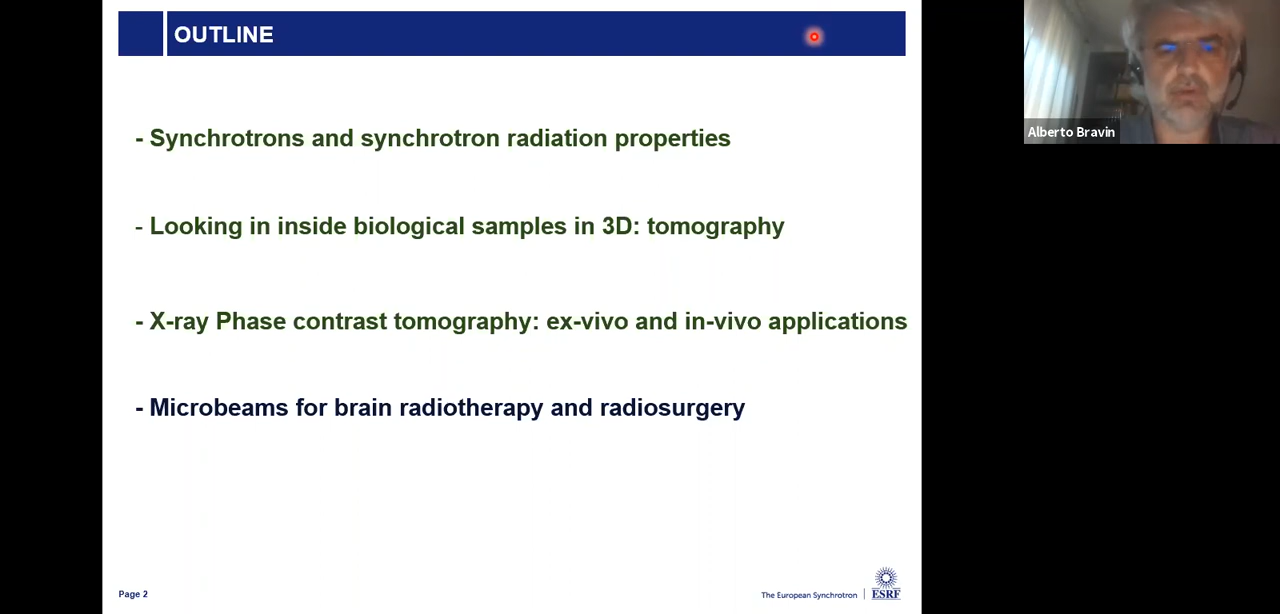 OUTLINE
- Synchrotrons and synchrotron radiation properties
- Looking in inside biological samples in 3D: tomography
- X-ray Phase contrast tomography: ex-vivo and in-vivo applications
- Microbeams for brain radiotherapy and radiosurgery
Page 2
The European Synchrotron
ESRF
Alberto Bravin